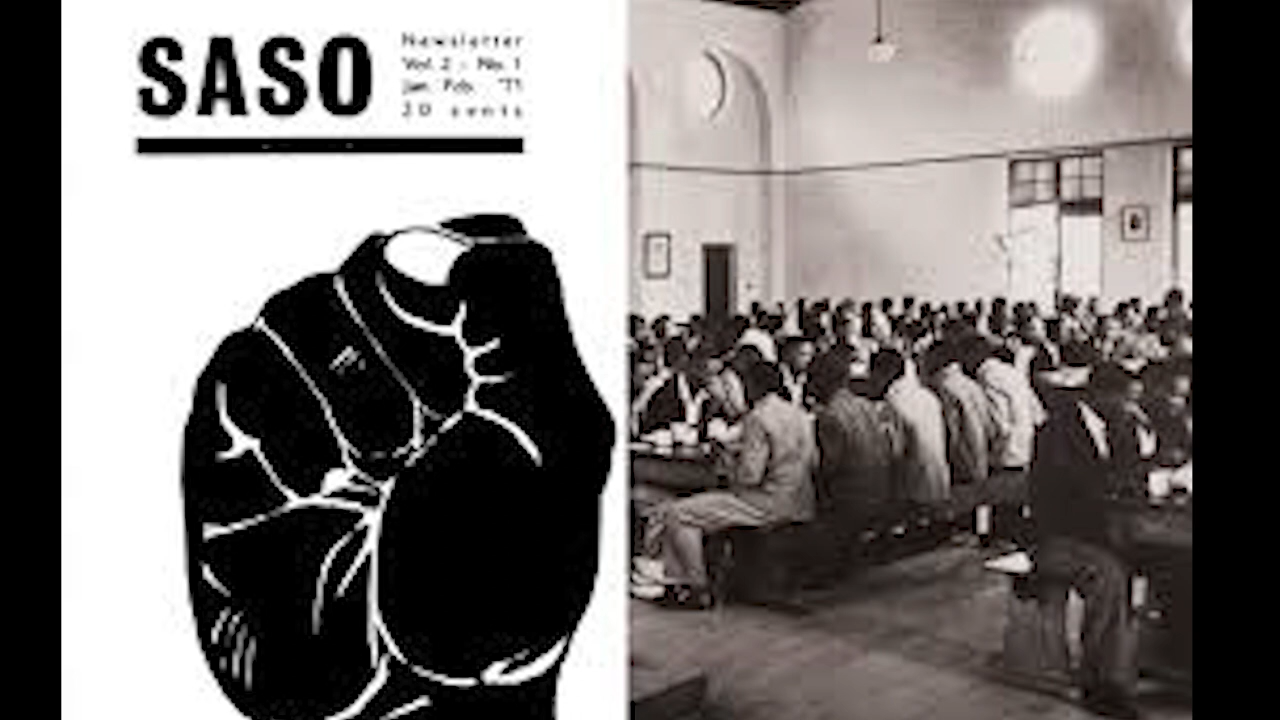 SASO
Newsletter
Vol. 2 - No. 1
Jan. Feb. '71
20 cents